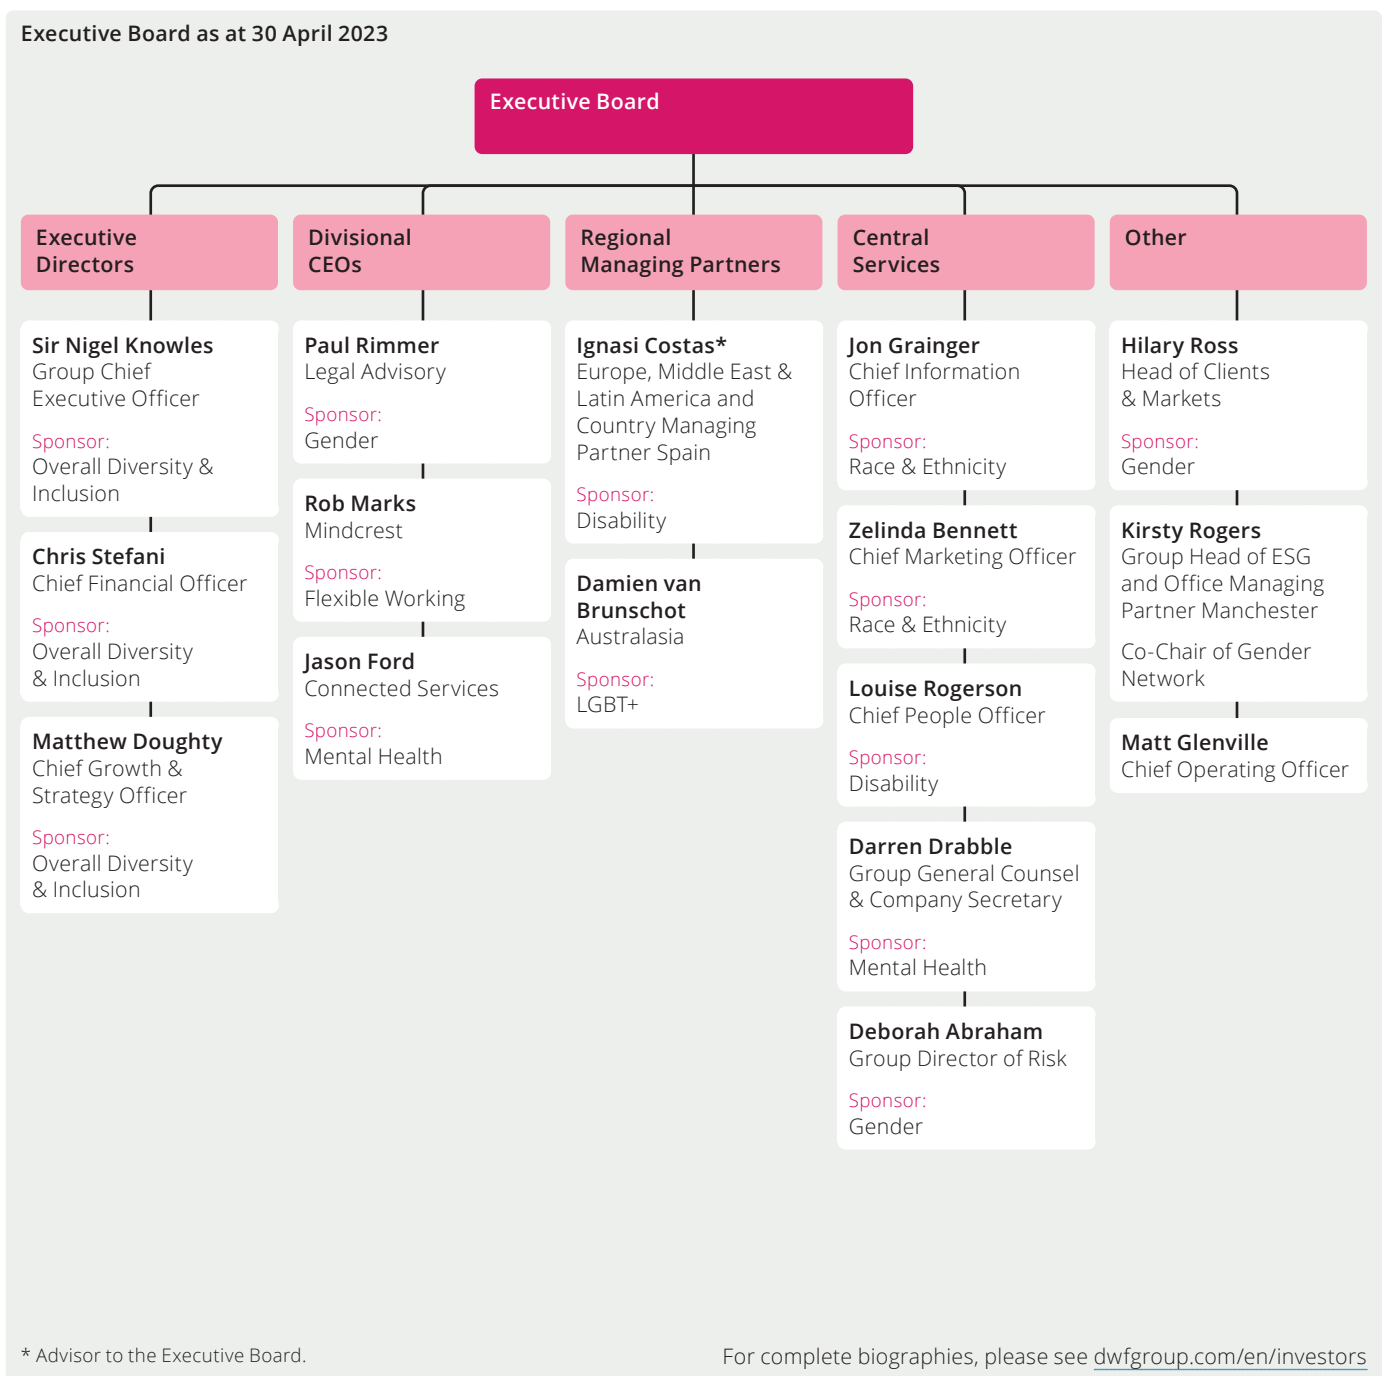 Executive Board as at 30 April 2023
Executive Board
Executive
Directors
Sir Nigel Knowles
Group Chief
Executive Officer
Sponsor:
Overall Diversity &
Inclusion
Chris Stefani
Chief Financial Officer
Sponsor:
Overall Diversity
& Inclusion
Matthew Doughty
Chief Growth &
Strategy Officer
Sponsor:
Overall Diversity
& Inclusion
Divisional
CEOs
Paul Rimmer
Legal Advisory
Sponsor:
Gender
Rob Marks
Mindcrest
Sponsor:
Flexible Working
Jason Ford
Connected Services
Sponsor:
Mental Health
Regional
Managing Partners
Ignasi Costas*
Europe, Middle East &
Latin America and
Country Managing
Partner Spain
Sponsor:
Disability
Damien van
Brunschot
Australasia
Sponsor:
LGBT+
Central
Services
Jon Grainger
Chief Information
Officer
Sponsor:
Race & Ethnicity
Zelinda Bennett
Chief Marketing Officer
Sponsor:
Race & Ethnicity
Louise Rogerson
Chief People Officer
Sponsor:
Disability
Darren Drabble
Group General Counsel
& Company Secretary
Sponsor:
Mental Health
Deborah Abraham
Group Director of Risk
Sponsor:
Gender
Other
Hilary Ross
Head of Clients
& Markets
Sponsor:
Gender
Kirsty Rogers
Group Head of ESG
and Office Managing
Partner Manchester
Co-Chair of Gender
Network
Matt Glenville
Chief Operating Officer
* Advisor to the Executive Board.
For complete biographies, please see dwfgroup.com/en/investors